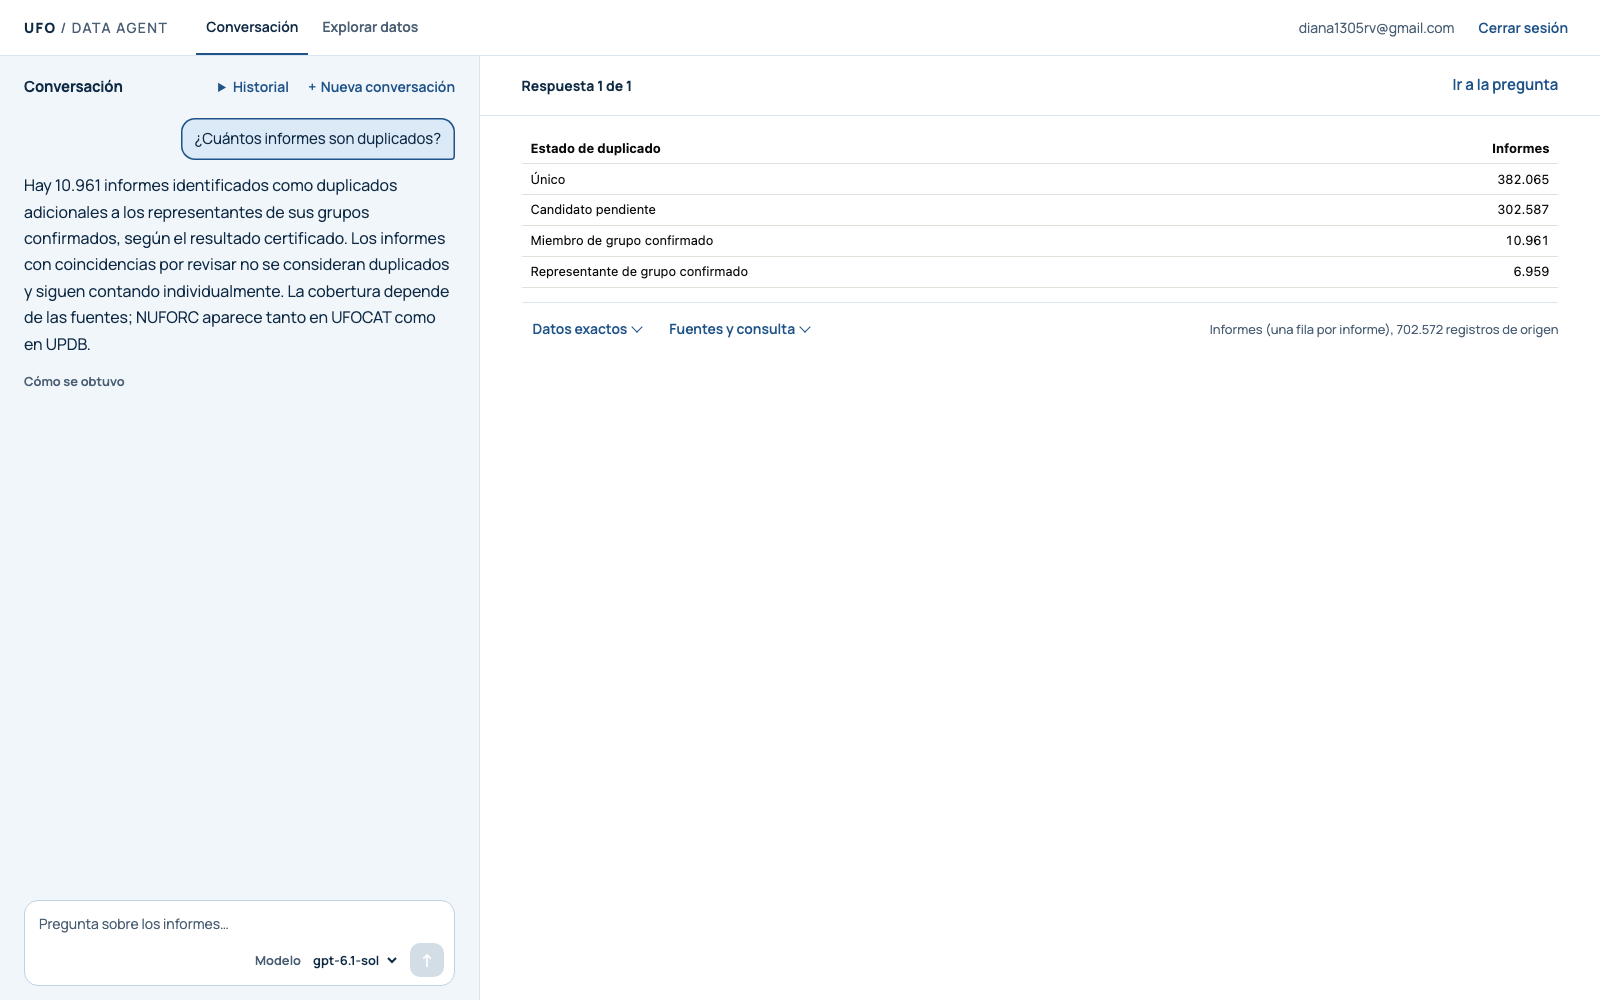 UFO / DATA AGENT
Conversación
Explorar datos
diana1305rv@gmail.com
Cerrar sesión
Conversación
▶ Historial
+ Nueva conversación
¿Cuántos informes son duplicados?
Hay 10.961 informes identificados como duplicados
adicionales a los representantes de sus grupos
confirmados, según el resultado certificado. Los informes
con coincidencias por revisar no se consideran duplicados
y siguen contando individualmente. La cobertura depende
de las fuentes; NUFORC aparece tanto en UFOCAT como
en UPDB.
Cómo se obtuvo
Pregunta sobre los informes…
Modelo gpt-6.1-sol
Respuesta 1 de 1
Ir a la pregunta
Estado de duplicado Informes
Único 382.065
Candidato pendiente 302.587
Miembro de grupo confirmado 10.961
Representante de grupo confirmado 6.959
Datos exactos
Fuentes y consulta
Informes (una fila por informe), 702.572 registros de origen